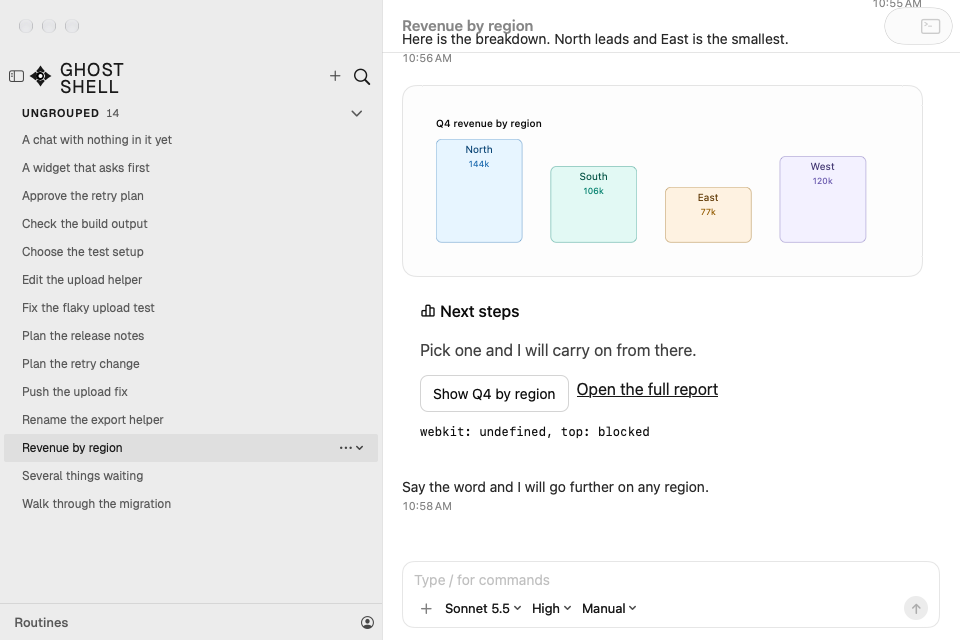 GHOST
SHELL
UNGROUPED 14
A chat with nothing in it yet
A widget that asks first
Approve the retry plan
Check the build output
Choose the test setup
Edit the upload helper
Fix the flaky upload test
Plan the release notes
Plan the retry change
Push the upload fix
Rename the export helper
Revenue by region
Several things waiting
Walk through the migration
Routines
10:55 AM
Revenue by region
Here is the breakdown. North leads and East is the smallest.
10:56 AM
Q4 revenue by region
North
144k
South
106k
East
77k
West
120k
Next steps
Pick one and I will carry on from there.
Show Q4 by region
Open the full report
webkit: undefined, top: blocked
Say the word and I will go further on any region.
10:58 AM
Type / for commands
Sonnet 5.5 High Manual